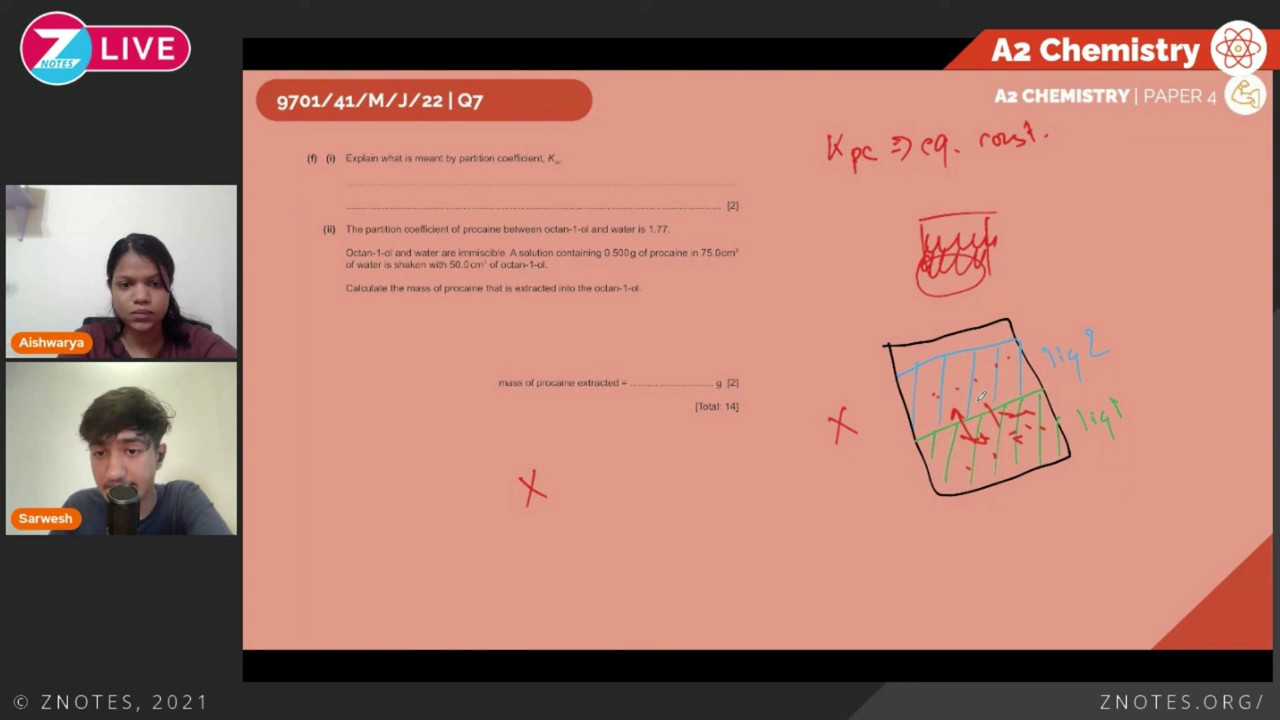 Z NOTES LIVE
A2 Chemistry
9701/41/M/J/22 | Q7
A2 CHEMISTRY | PAPER 4
Kpc ⇒ eq. const.
(f) (i) Explain what is meant by partition coefficient, Kpc.
[2]
(ii) The partition coefficient of procaine between octan-1-ol and water is 1.77.
Octan-1-ol and water are immiscible. A solution containing 0.500g of procaine in 75.0cm³
of water is shaken with 50.0cm³ of octan-1-ol.
Calculate the mass of procaine that is extracted into the octan-1-ol.
mass of procaine extracted = ............................ g [2]
[Total: 14]
liq 2
liq 1
X
X
Aishwarya
Sarwesh
© ZNOTES, 2021
ZNOTES.ORG/